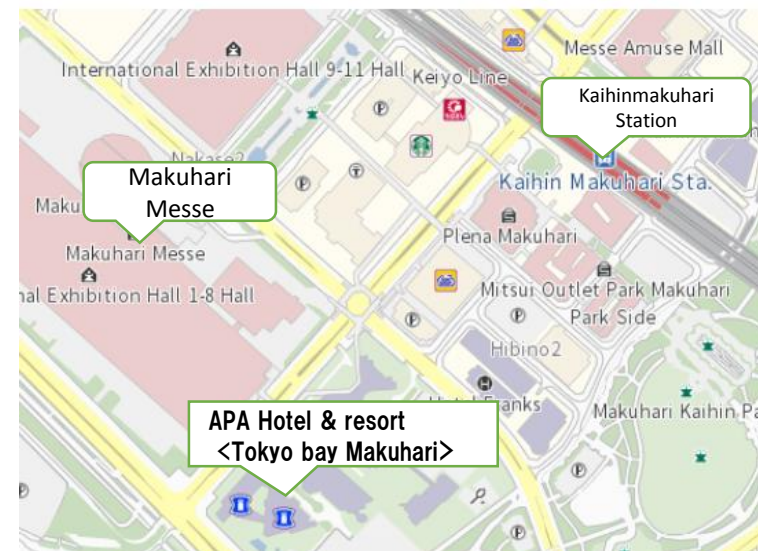 Messe Amuse Mall
International Exhibition Hall 9-11 Hall
Keiyo Line
Kaihinmakuhari
Station
Nakase2
Makuhari
Messe
Maku
Kaihin Makuhari Sta.
Plena Makuhari
Makuhari Messe
nal Exhibition Hall 1-8 Hall
Mitsui Outlet Park Makuhari
Park Side
Hibino2
Hotel Franks
Makuhari Kaihin Pa
APA Hotel & resort
<Tokyo bay Makuhari>